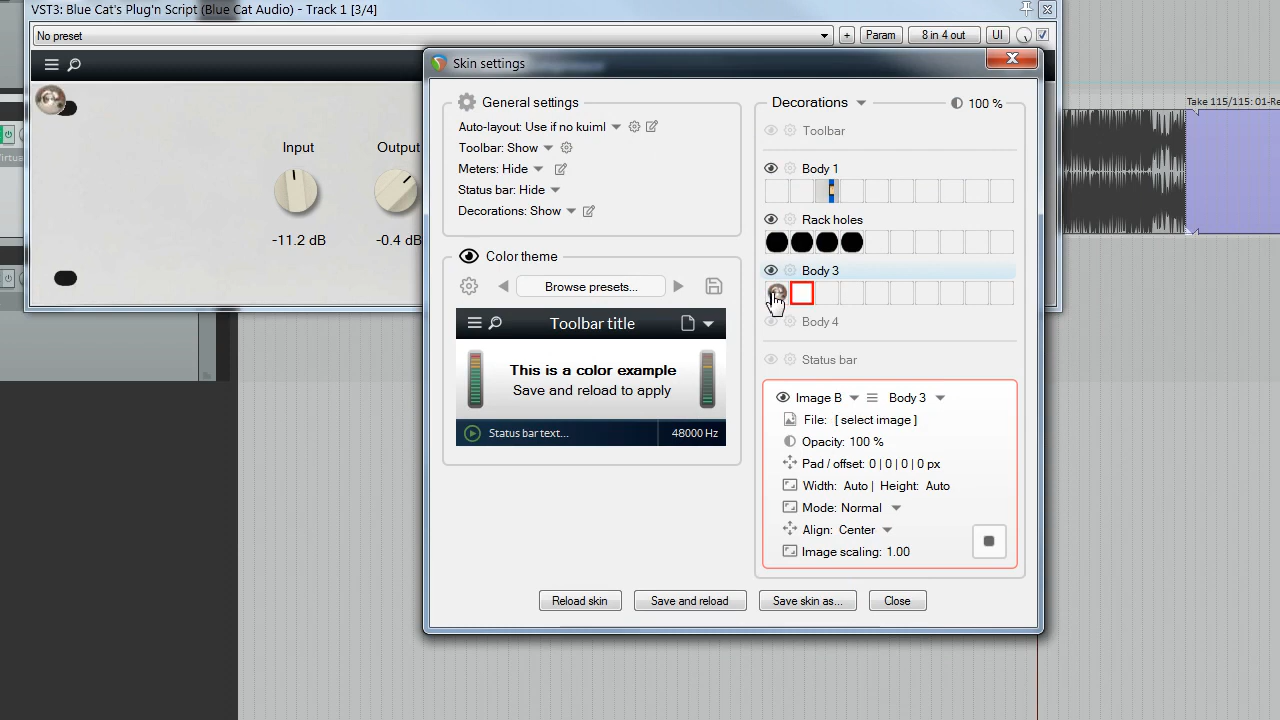 VST3: Blue Cat's Plug'n Script (Blue Cat Audio) - Track 1 [3/4]
No preset
+
Param
8 in 4 out
UI
Skin settings
Input
Output
-11.2 dB
-0.4 dB
General settings
Auto-layout: Use if no kuiml
Toolbar: Show
Meters: Hide
Status bar: Hide
Decorations: Show
Color theme
Browse presets...
Toolbar title
This is a color example
Save and reload to apply
Status bar text...
48000 Hz
Decorations
100 %
Toolbar
Body 1
Rack holes
Body 3
Body 4
Status bar
Image B
Body 3
File: [ select image ]
Opacity: 100 %
Pad / offset: 0 | 0 | 0 | 0 px
Width: Auto | Height: Auto
Mode: Normal
Align: Center
Image scaling: 1.00
Reload skin
Save and reload
Save skin as...
Close
Take 115/115: 01-Re